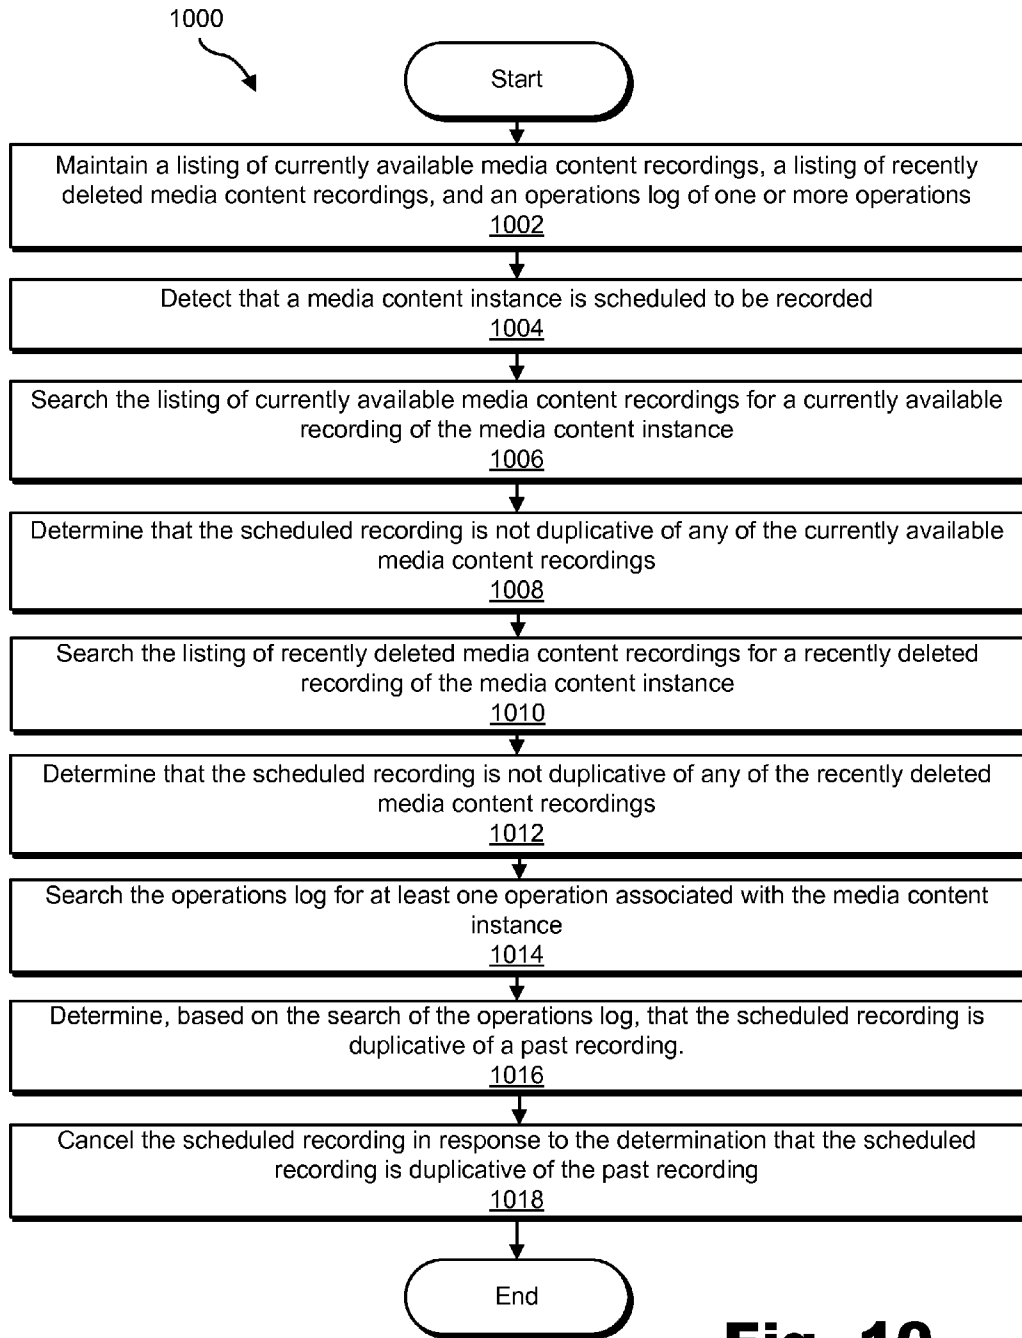 1000
Start
Maintain a listing of currently available media content recordings, a listing of recently
deleted media content recordings, and an operations log of one or more operations
1002
Detect that a media content instance is scheduled to be recorded
1004
Search the listing of currently available media content recordings for a currently available
recording of the media content instance
1006
Determine that the scheduled recording is not duplicative of any of the currently available
media content recordings
1008
Search the listing of recently deleted media content recordings for a recently deleted
recording of the media content instance
1010
Determine that the scheduled recording is not duplicative of any of the recently deleted
media content recordings
1012
Search the operations log for at least one operation associated with the media content
instance
1014
Determine, based on the search of the operations log, that the scheduled recording is
duplicative of a past recording.
1016
Cancel the scheduled recording in response to the determination that the scheduled
recording is duplicative of the past recording
1018
End
Fig. 10